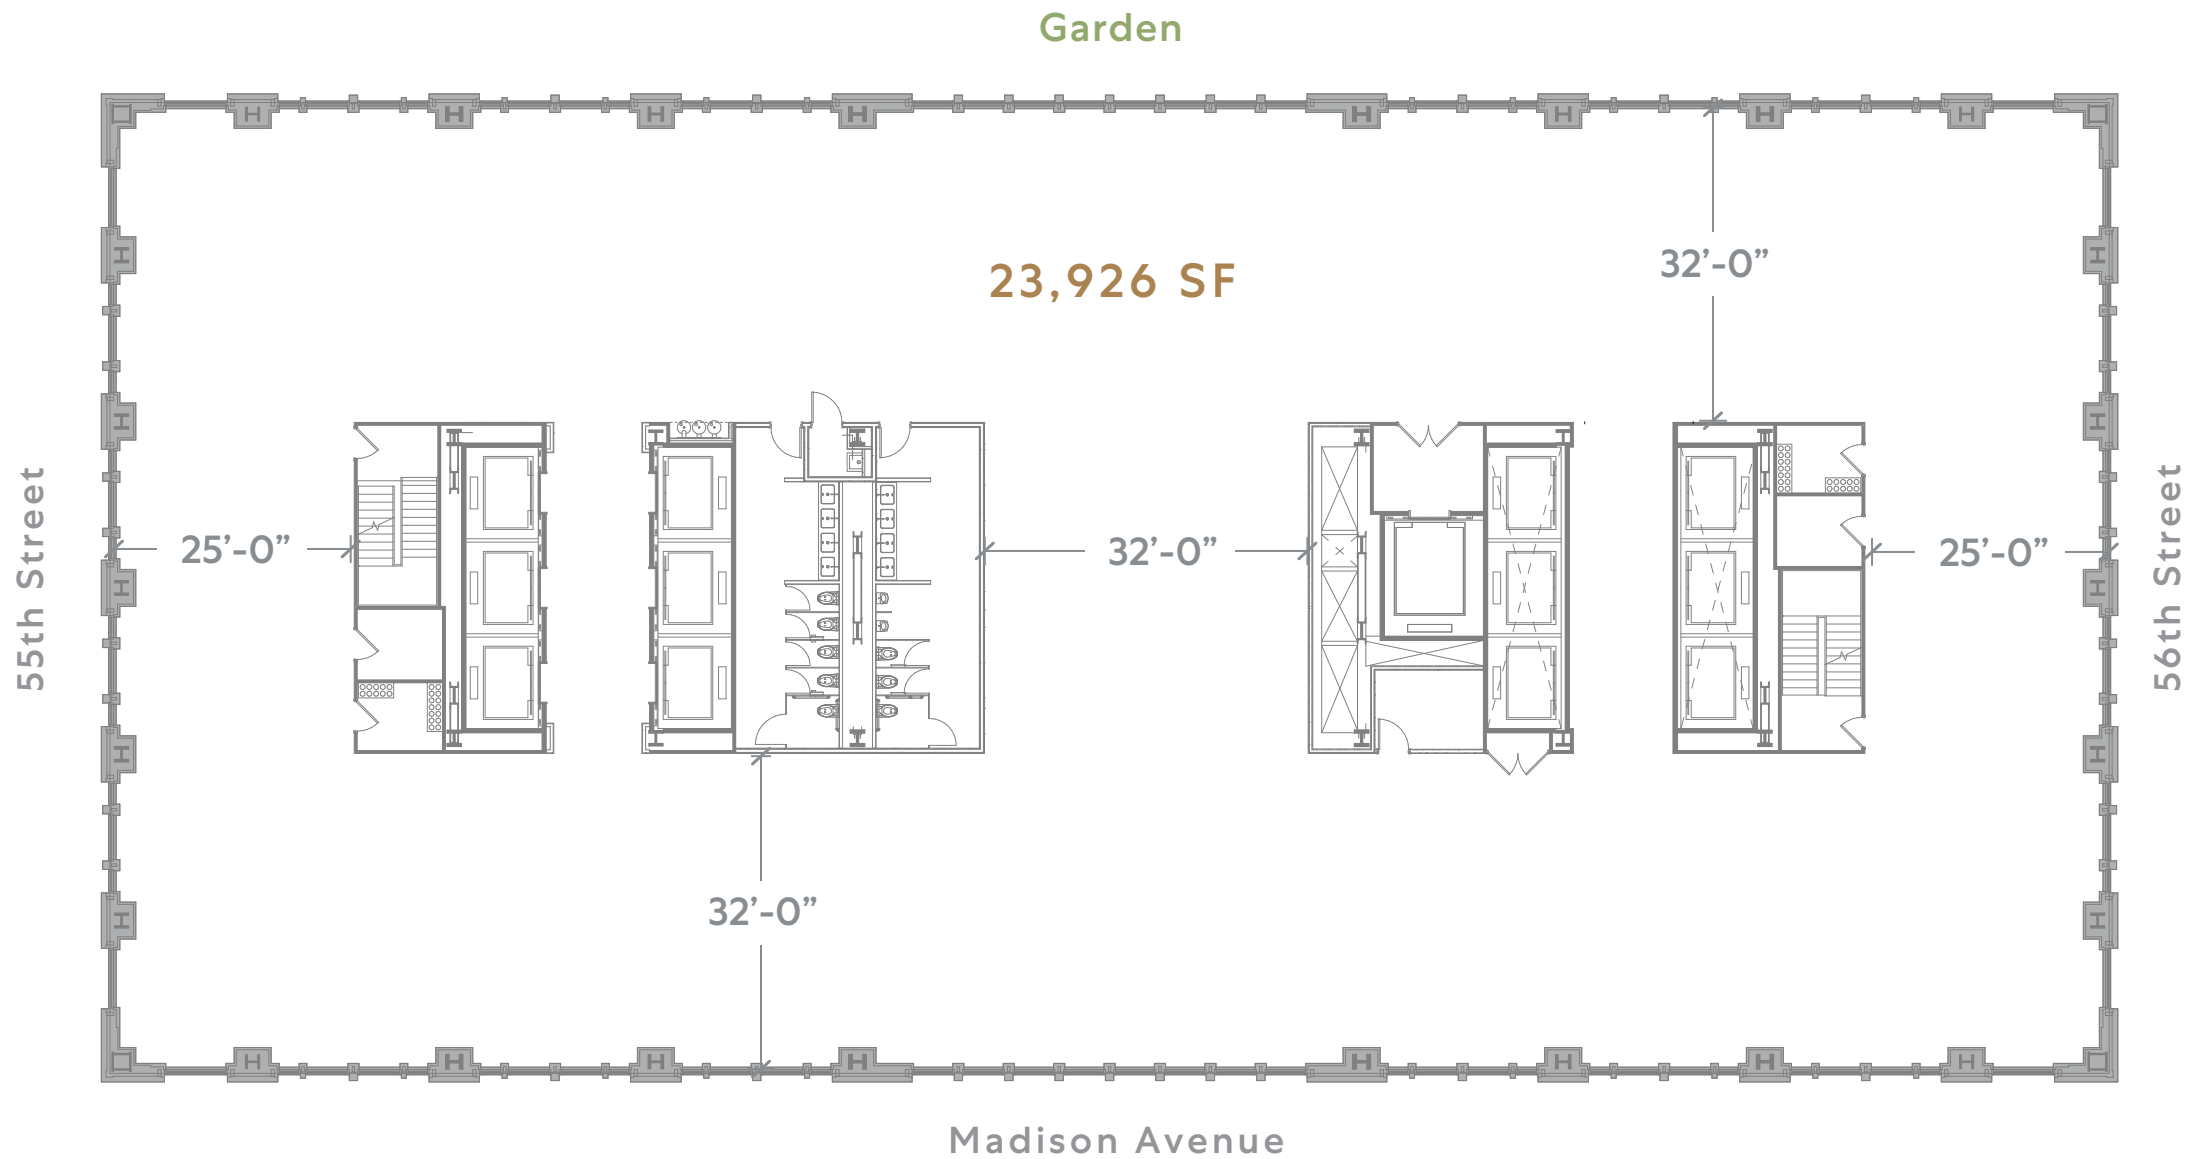 Garden
32’-0”
23,926 SF
55th Street
25’-0”
32’-0”
25’-0”
56th Street
32’-0”
Madison Avenue